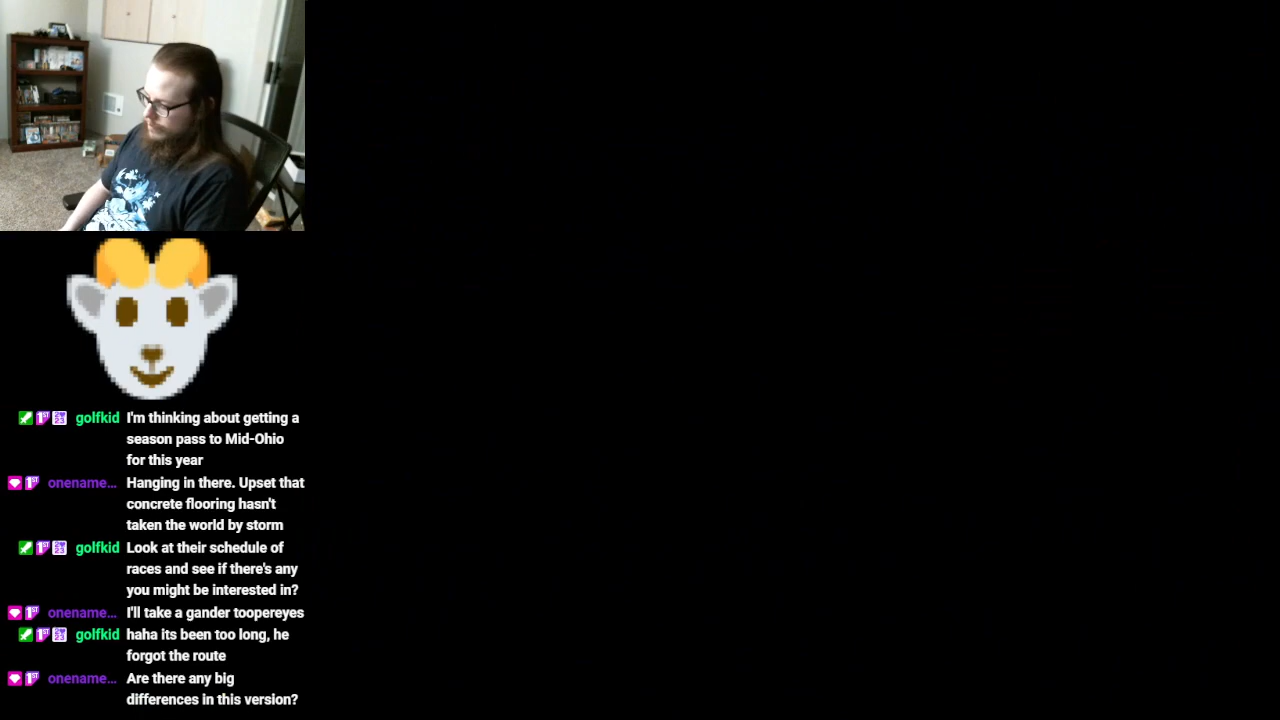 golfkid I'm thinking about getting a
season pass to Mid-Ohio
for this year
onename... Hanging in there. Upset that
concrete flooring hasn't
taken the world by storm
golfkid Look at their schedule of
races and see if there's any
you might be interested in?
onename... I'll take a gander toopereyes
golfkid haha its been too long, he
forgot the route
onename... Are there any big
differences in this version?